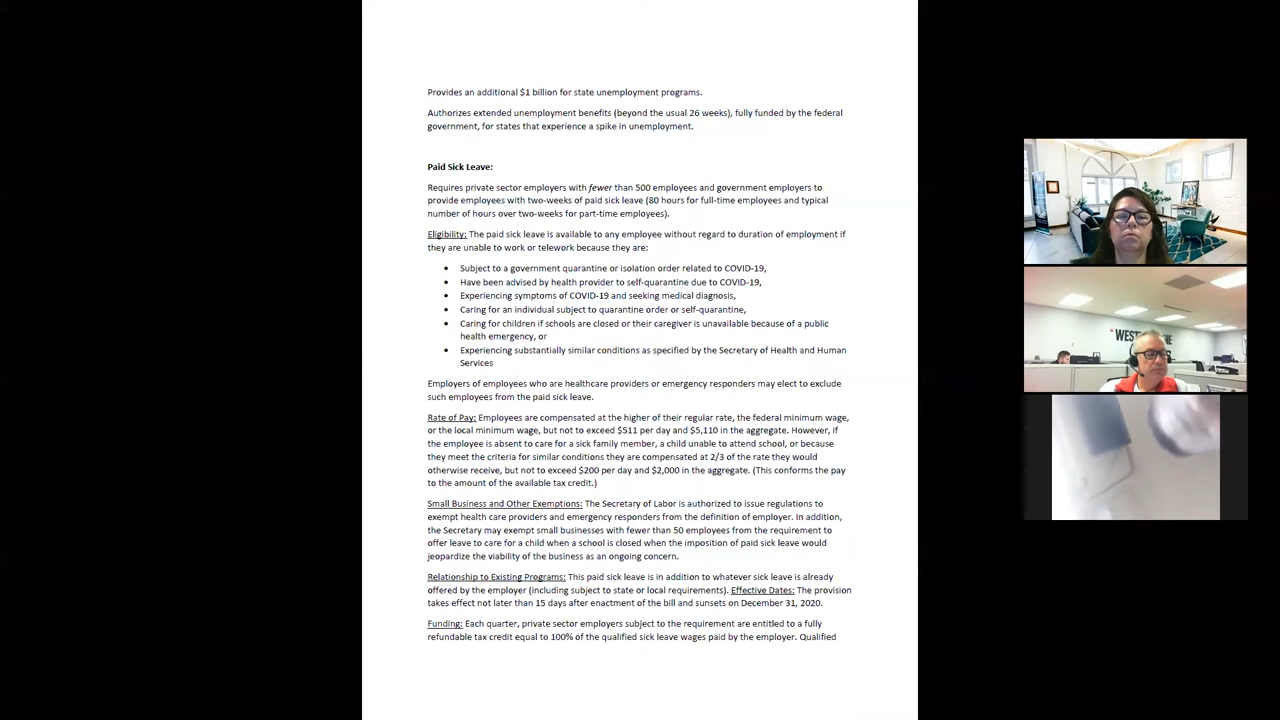 Provides an additional $1 billion for state unemployment programs.
Authorizes extended unemployment benefits (beyond the usual 26 weeks), fully funded by the federal
government, for states that experience a spike in unemployment.
Paid Sick Leave:
Requires private sector employers with fewer than 500 employees and government employers to
provide employees with two-weeks of paid sick leave (80 hours for full-time employees and typical
number of hours over two-weeks for part-time employees).
Eligibility: The paid sick leave is available to any employee without regard to duration of employment if
they are unable to work or telework because they are:
• Subject to a government quarantine or isolation order related to COVID-19,
• Have been advised by health provider to self-quarantine due to COVID-19,
• Experiencing symptoms of COVID-19 and seeking medical diagnosis,
• Caring for an individual subject to quarantine order or self-quarantine,
• Caring for children if schools are closed or their caregiver is unavailable because of a public
health emergency, or
• Experiencing substantially similar conditions as specified by the Secretary of Health and Human
Services
Employers of employees who are healthcare providers or emergency responders may elect to exclude
such employees from the paid sick leave.
Rate of Pay: Employees are compensated at the higher of their regular rate, the federal minimum wage,
or the local minimum wage, but not to exceed $511 per day and $5,110 in the aggregate. However, if
the employee is absent to care for a sick family member, a child unable to attend school, or because
they meet the criteria for similar conditions they are compensated at 2/3 of the rate they would
otherwise receive, but not to exceed $200 per day and $2,000 in the aggregate. (This conforms the pay
to the amount of the available tax credit.)
Small Business and Other Exemptions: The Secretary of Labor is authorized to issue regulations to
exempt health care providers and emergency responders from the definition of employer. In addition,
the Secretary may exempt small businesses with fewer than 50 employees from the requirement to
offer leave to care for a child when a school is closed when the imposition of paid sick leave would
jeopardize the viability of the business as an ongoing concern.
Relationship to Existing Programs: This paid sick leave is in addition to whatever sick leave is already
offered by the employer (including subject to state or local requirements). Effective Dates: The provision
takes effect not later than 15 days after enactment of the bill and sunsets on December 31, 2020.
Funding: Each quarter, private sector employers subject to the requirement are entitled to a fully
refundable tax credit equal to 100% of the qualified sick leave wages paid by the employer. Qualified